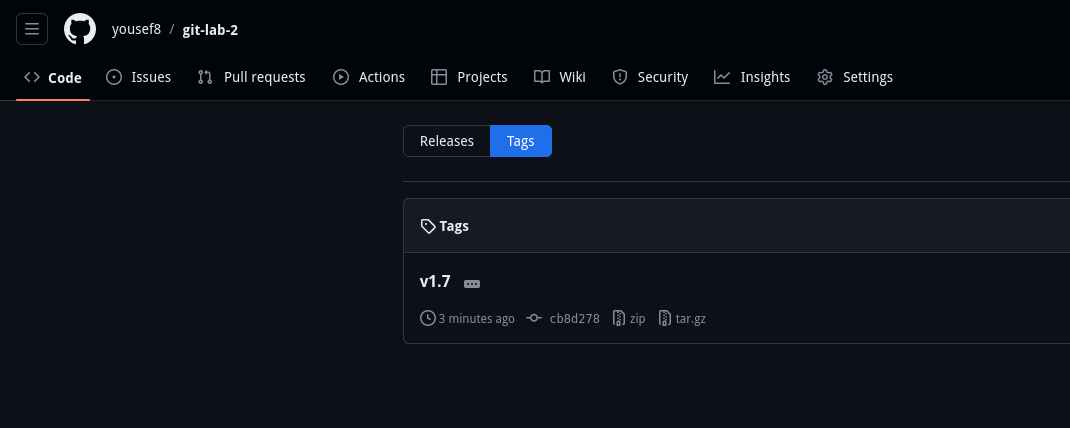 yousef8 / git-lab-2
Code Issues Pull requests Actions Projects Wiki Security Insights Settings
Releases Tags
Tags
v1.7
3 minutes ago cb8d278 zip tar.gz